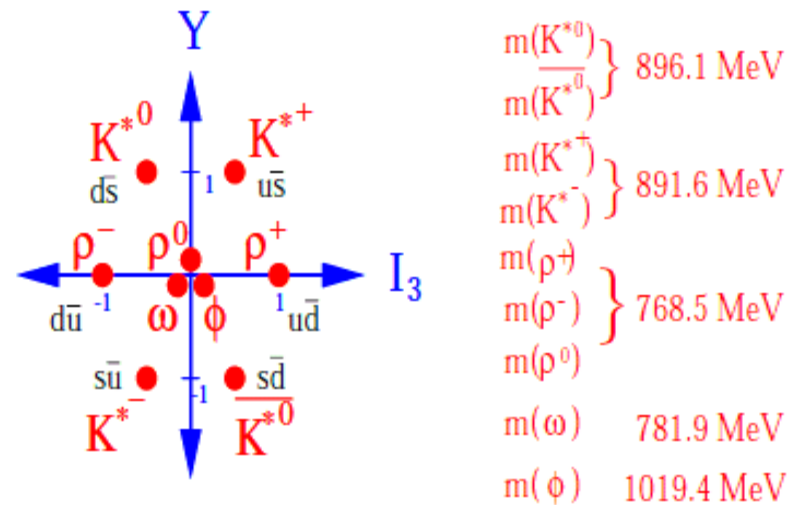 Y
K*⁰ K*⁺
ds̄ 1 us̄
ρ⁻ ρ⁰ ρ⁺
I₃
dū -1 ω ϕ 1 ud̄
sū sd̄
-1
K*⁻ K̅*⁰
m(K*⁰)
m(K̅*⁰)
} 896.1 MeV
m(K*⁺)
m(K*⁻)
} 891.6 MeV
m(ρ⁺)
m(ρ⁻)
m(ρ⁰)
} 768.5 MeV
m(ω) 781.9 MeV
m(ϕ) 1019.4 MeV